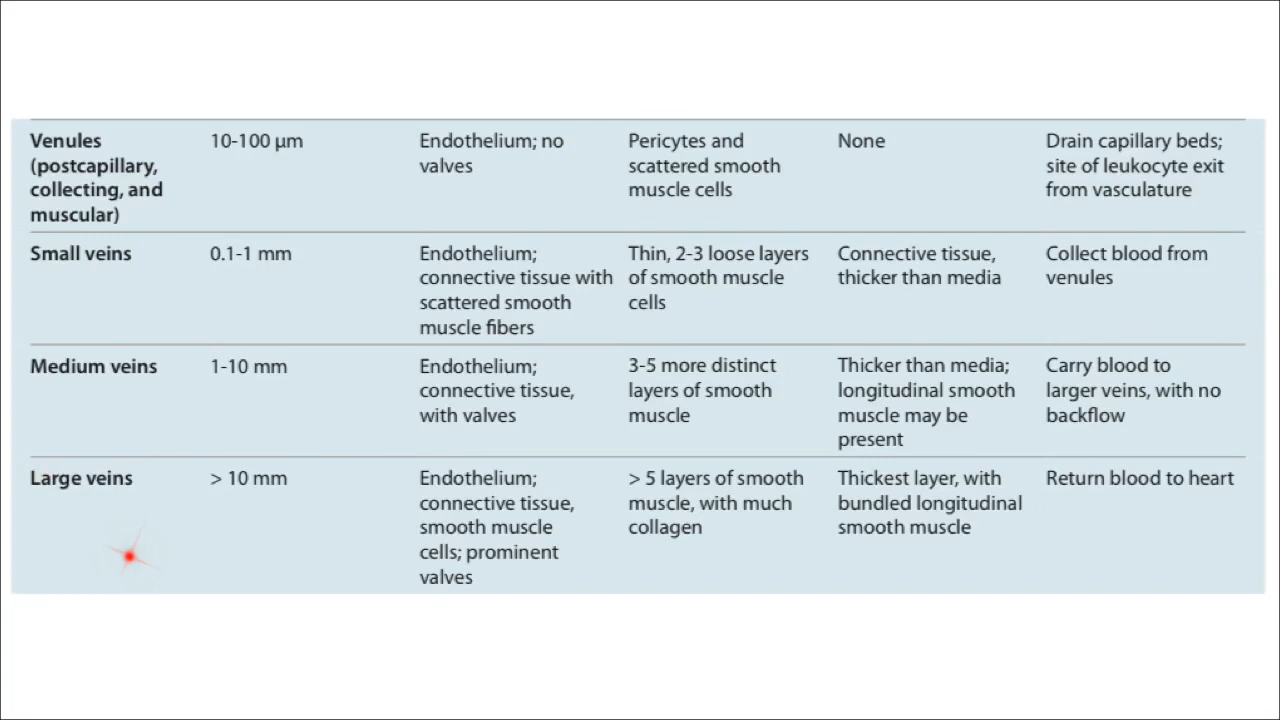 Venules (postcapillary, collecting, and muscular)
10-100 µm
Endothelium; no valves
Pericytes and scattered smooth muscle cells
None
Drain capillary beds; site of leukocyte exit from vasculature
Small veins
0.1-1 mm
Endothelium; connective tissue with scattered smooth muscle fibers
Thin, 2-3 loose layers of smooth muscle cells
Connective tissue, thicker than media
Collect blood from venules
Medium veins
1-10 mm
Endothelium; connective tissue, with valves
3-5 more distinct layers of smooth muscle
Thicker than media; longitudinal smooth muscle may be present
Carry blood to larger veins, with no backflow
Large veins
> 10 mm
Endothelium; connective tissue, smooth muscle cells; prominent valves
> 5 layers of smooth muscle, with much collagen
Thickest layer, with bundled longitudinal smooth muscle
Return blood to heart